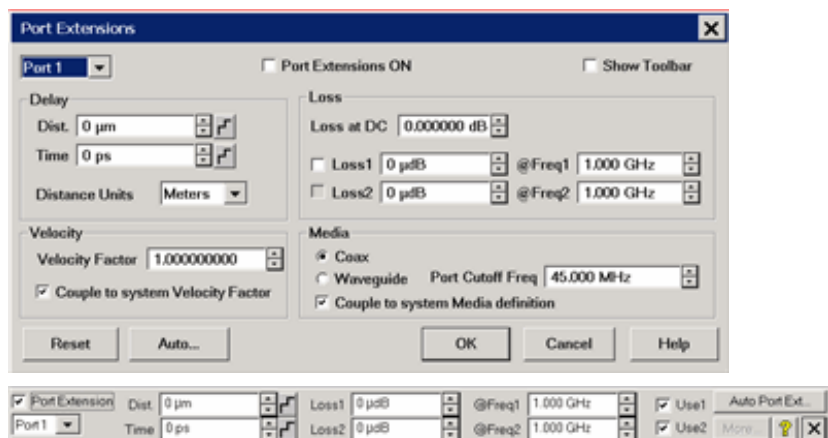 Port Extensions
Port 1 Port Extensions ON Show Toolbar
Delay
Dist. 0 µm
Time 0 ps
Distance Units Meters
Loss
Loss at DC 0.000000 dB
Loss1 0 µdB @Freq1 1.000 GHz
Loss2 0 µdB @Freq2 1.000 GHz
Velocity
Velocity Factor 1.000000000
Couple to system Velocity Factor
Media
Coax
Waveguide Port Cutoff Freq 45.000 MHz
Couple to system Media definition
Reset Auto... OK Cancel Help
Port Extension Dist 0 µm Loss1 0 µdB @Freq1 1.000 GHz Use1 Auto Port Ext...
Port 1 Time 0 ps Loss2 0 µdB @Freq2 1.000 GHz Use2 More... ?